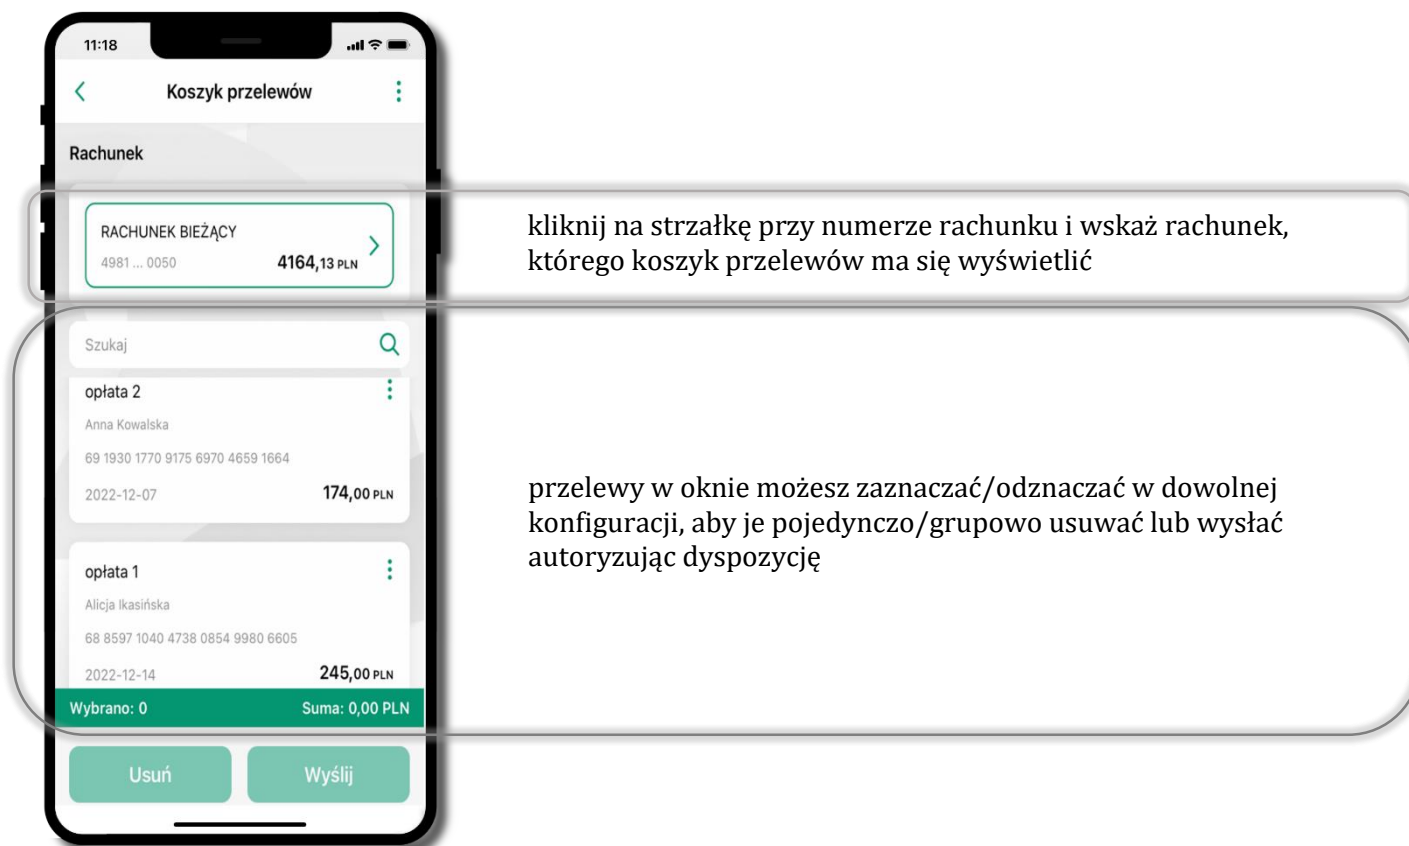 11:18
Koszyk przelewów
Rachunek
RACHUNEK BIEŻĄCY
4981 ... 0050
4164,13 PLN
kliknij na strzałkę przy numerze rachunku i wskaż rachunek,
którego koszyk przelewów ma się wyświetlić
Szukaj
opłata 2
Anna Kowalska
69 1930 1770 9175 6970 4659 1664
2022-12-07
174,00 PLN
przelewy w oknie możesz zaznaczać/odznaczać w dowolnej
konfiguracji, aby je pojedynczo/grupowo usuwać lub wysłać
autoryzując dyspozycję
opłata 1
Alicja Ikasińska
68 8597 1040 4738 0854 9980 6605
2022-12-14
245,00 PLN
Wybrano: 0
Suma: 0,00 PLN
Usuń
Wyślij